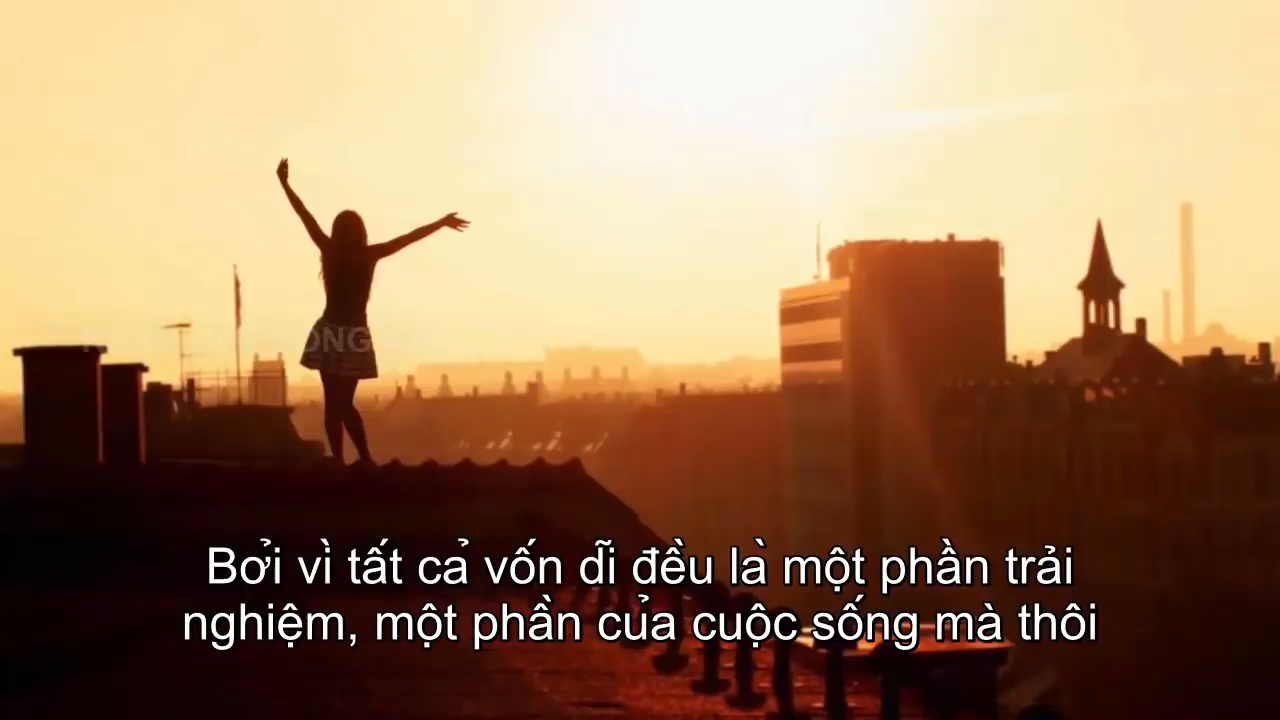 Bởi vì tất cả vốn dĩ đều là một phần trải
nghiệm, một phần của cuộc sống mà thôi